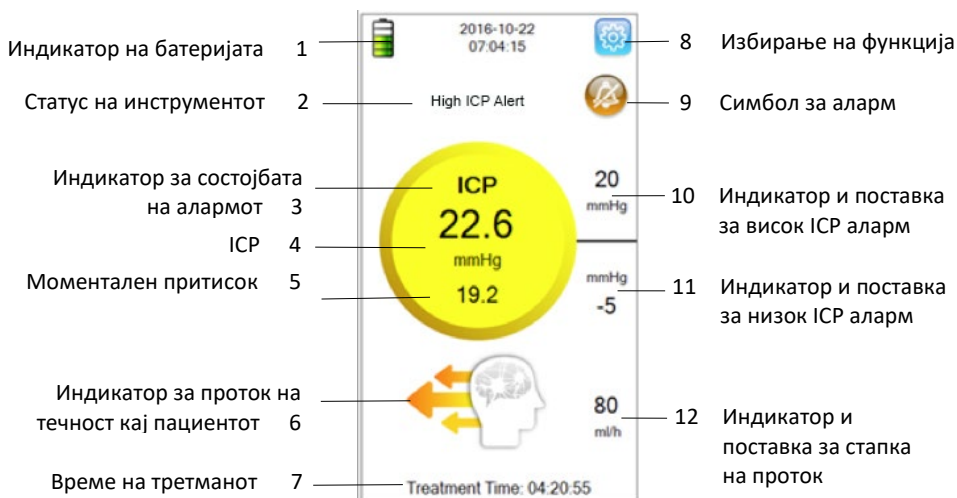 Индикатор на батеријата 1
Статус на инструментот 2
Индикатор за состојбата
на алармот 3
ICP 4
Моментален притисок 5
Индикатор за проток на
течност кај пациентот 6
Време на третманот 7
2016-10-22
07:04:15
High ICP Alert
ICP
22.6
mmHg
19.2
20
mmHg
mmHg
-5
80
ml/h
Treatment Time: 04:20:55
8 Избирање на функција
9 Симбол за аларм
10 Индикатор и поставка
за висок ICP аларм
11 Индикатор и поставка
за низок ICP аларм
12 Индикатор и
поставка за стапка
на проток